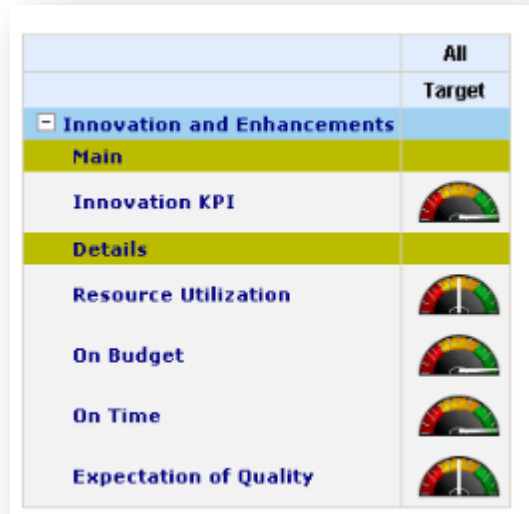 All
Target
Innovation and Enhancements
Main
Innovation KPI
Details
Resource Utilization
On Budget
On Time
Expectation of Quality